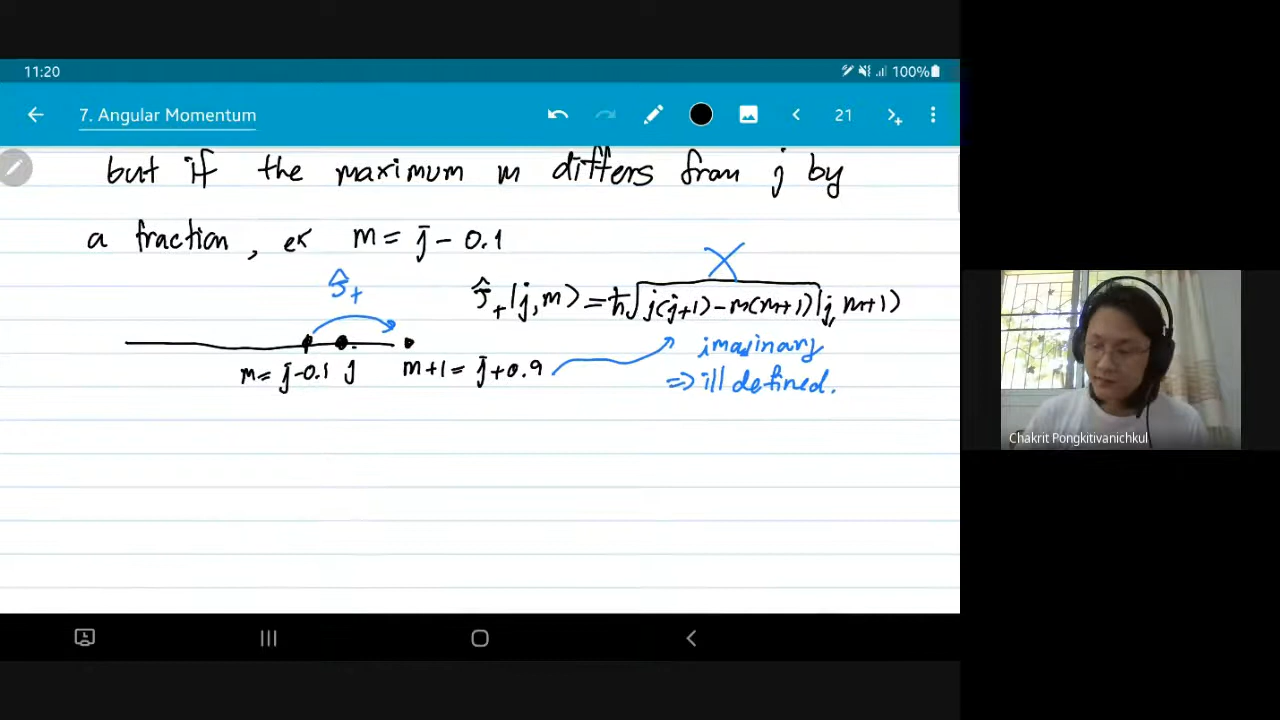 11:20
100%
7. Angular Momentum
21
but if the maximum m differs from j by
a fraction, ex m = j - 0.1
Ĵ₊
Ĵ₊|j, m⟩ = ħ√j(j+1) - m(m+1) |j, m+1⟩
m = j-0.1 j m+1 = j+0.9
imaginary
⇒ ill defined.
Chakrit Pongkitivanichkul